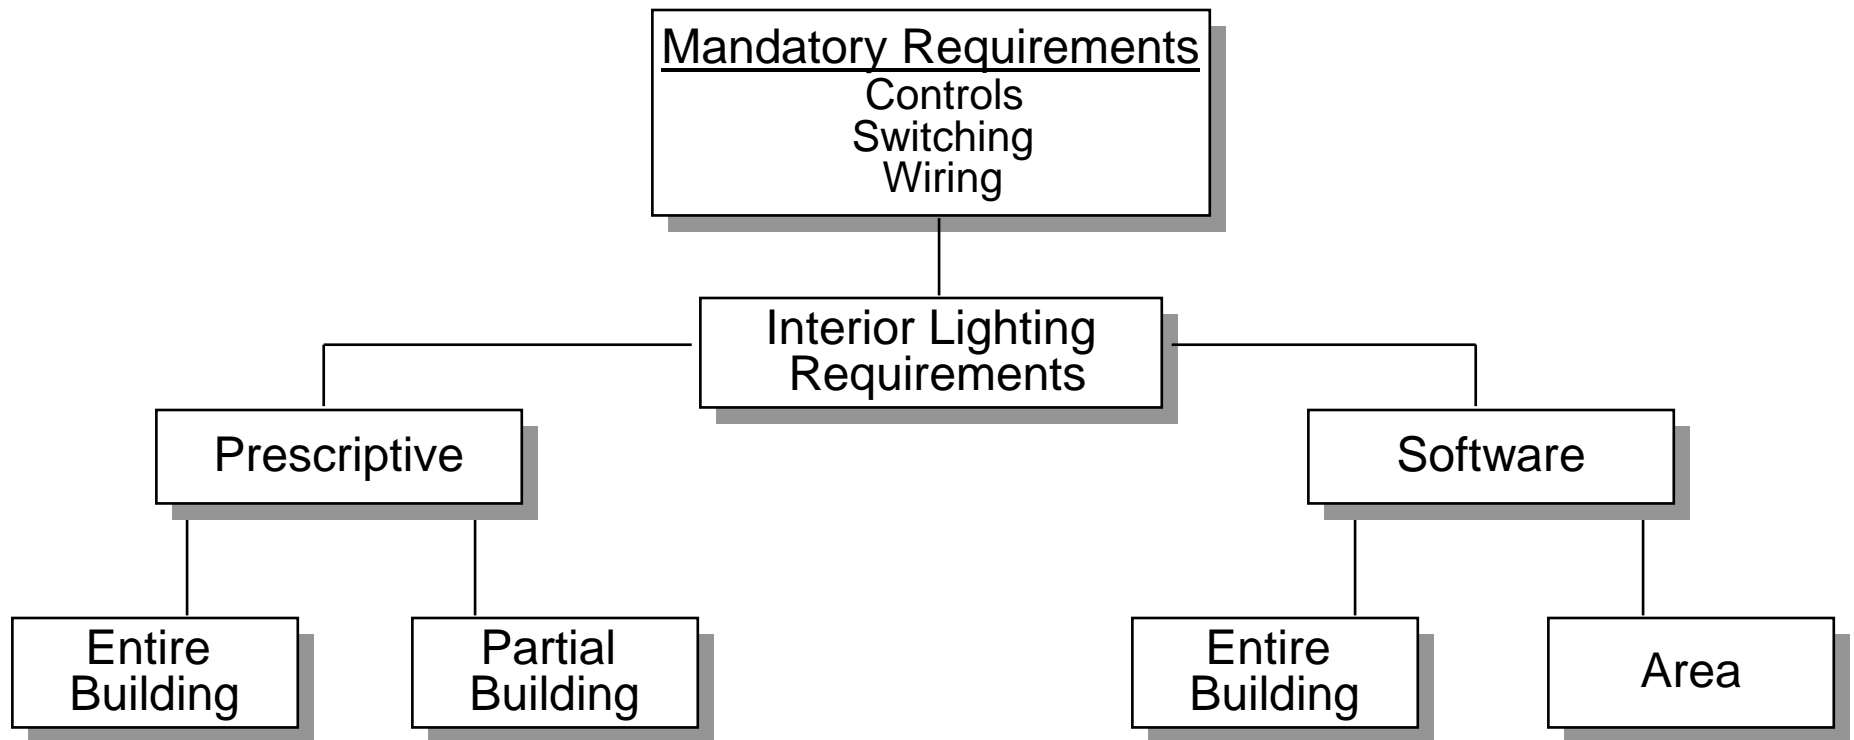 Mandatory Requirements
Controls
Switching
Wiring
Interior Lighting
Requirements
Prescriptive
Software
Entire
Building
Partial
Building
Entire
Building
Area